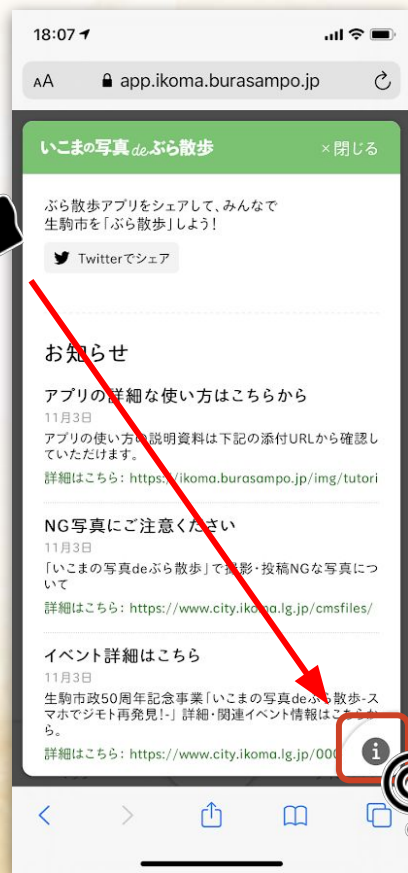 18:07
AA app.ikoma.burasampo.jp
いこまの写真deぶら散歩 ×閉じる
ぶら散歩アプリをシェアして、みんなで
生駒市を「ぶら散歩」しよう！
Twitterでシェア
お知らせ
アプリの詳細な使い方はこちらから
11月3日
アプリの使い方の説明資料は下記の添付URLから確認し
ていただけます。
詳細はこちら: https://ikoma.burasampo.jp/img/tutori
NG写真にご注意ください
11月3日
「いこまの写真deぶら散歩」で撮影・投稿NGな写真につ
いて
詳細はこちら: https://www.city.ikoma.lg.jp/cmsfiles/
イベント詳細はこちら
11月3日
生駒市政50周年記念事業「いこまの写真deぶら散歩-ス
マホでジモト再発見!-」詳細・関連イベント情報はこちらか
ら。
詳細はこちら: https://www.city.ikoma.lg.jp/000